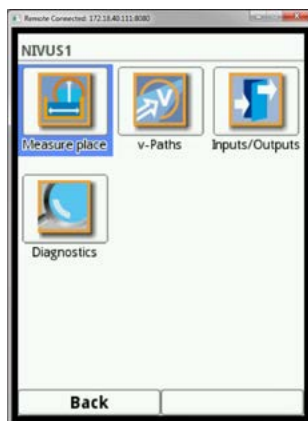 Remote Connected: 172.16.40.111:8080
NIVUS1
Measure place
v-Paths
Inputs/Outputs
Diagnostics
Back